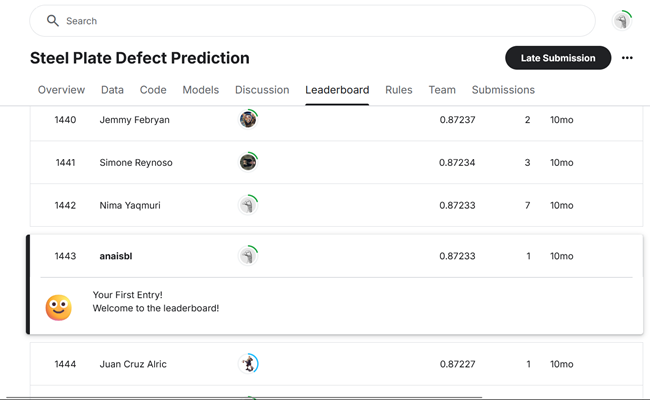 Search
Steel Plate Defect Prediction
Late Submission
Overview Data Code Models Discussion Leaderboard Rules Team Submissions
1440 Jemmy Febryan 0.87237 2 10mo
1441 Simone Reynoso 0.87234 3 10mo
1442 Nima Yaqmuri 0.87233 7 10mo
1443 anaisbl 0.87233 1 10mo
Your First Entry!
Welcome to the leaderboard!
1444 Juan Cruz Alric 0.87227 1 10mo